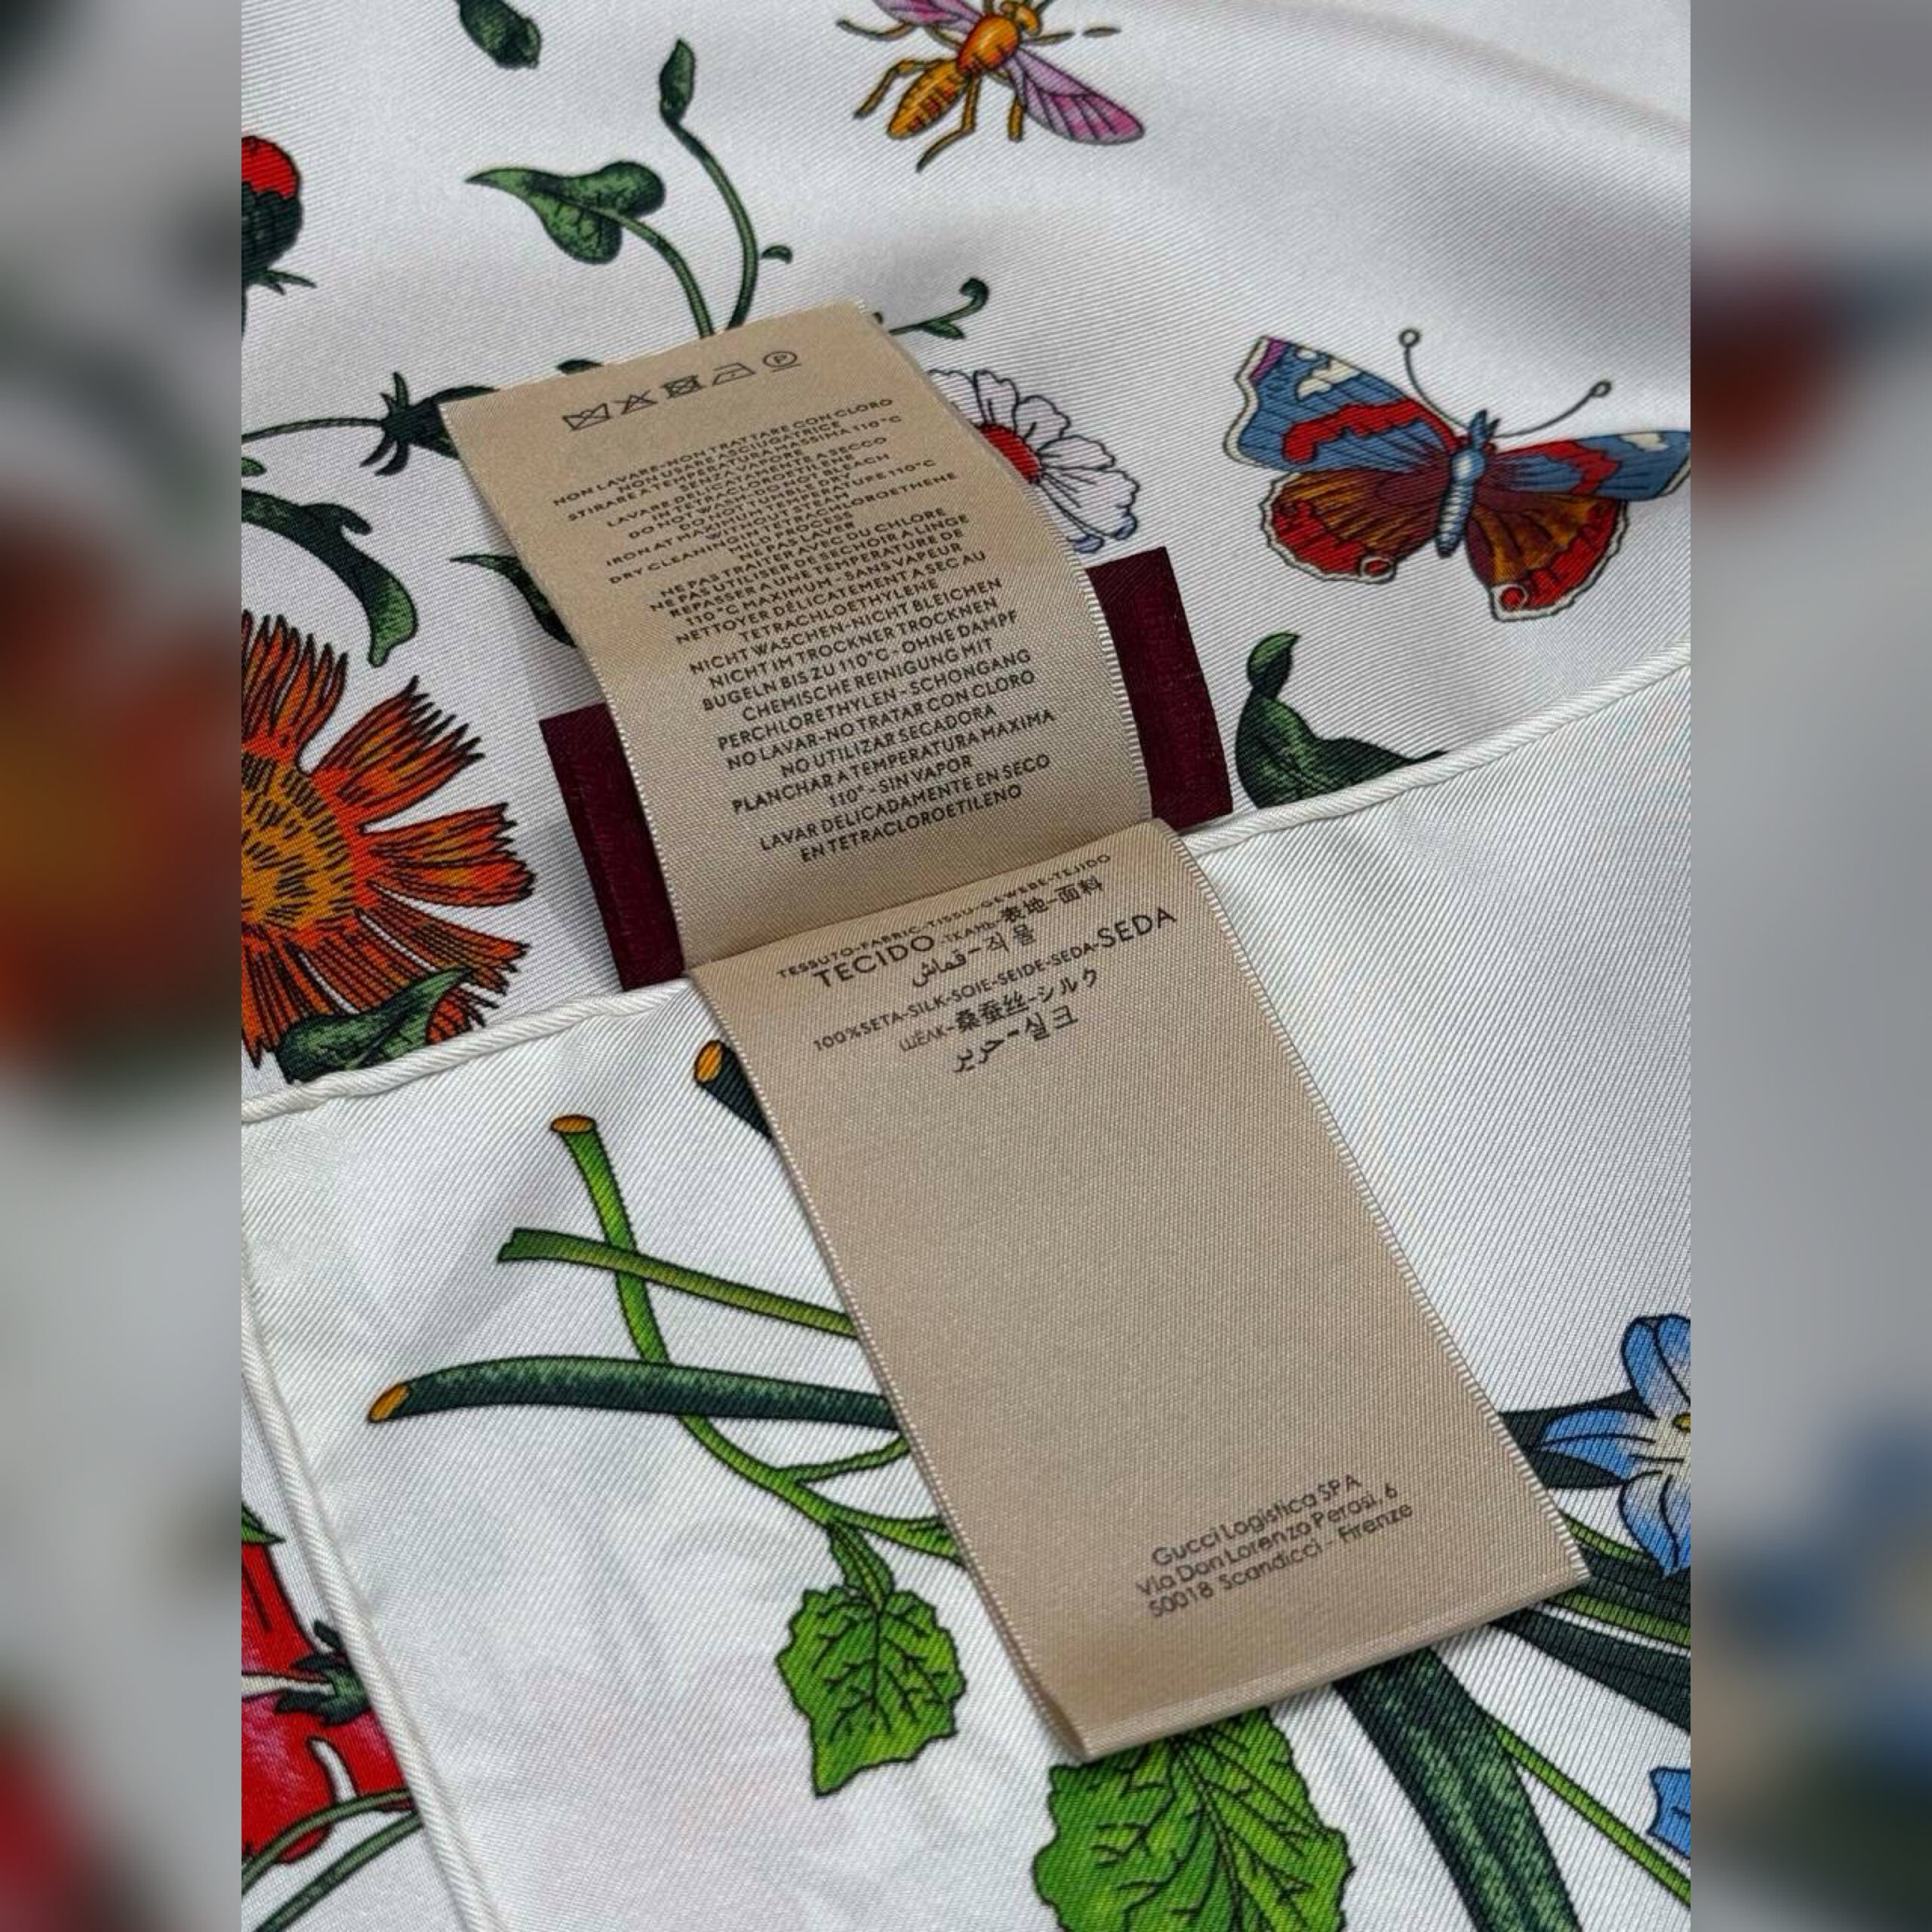 NON LAVARE-NON TRATTARE CON CLORO
NON USARE ASCIUGATRICE
STIRARE A TEMPERATURA MASSIMA 110°C
SENZA VAPORE
LAVARE DELICATAMENTE A SECCO
IN TETRACLOROETILENE
DO NOT WASH-DO NOT BLEACH
DO NOT TUMBLE DRY
IRON AT MAXIMUM TEMPERATURE 110°C
WITHOUT STEAM
DRY CLEANING IN TETRACHLOROETHENE
MILD PROCESS
NE PAS LAVER
NE PAS TRAITER AVEC DU CHLORE
NE PAS UTILISER DE SECHOIR A LINGE
REPASSER A UNE TEMPERATURE DE
110°C MAXIMUM - SANS VAPEUR
NETTOYER DÉLICATEMENT A SEC AU
TETRACHLOETHYLENE
NICHT WASCHEN-NICHT BLEICHEN
NICHT IM TROCKNER TROCKNEN
BUGELN BIS ZU 110°C - OHNE DAMPF
CHEMISCHE REINIGUNG MIT
PERCHLORETHYLEN - SCHONGANG
NO LAVAR-NO TRATAR CON CLORO
NO UTILIZAR SECADORA
PLANCHAR A TEMPERATURA MAXIMA
110° - SIN VAPOR
LAVAR DELICADAMENTE EN SECO
EN TETRACLOROETILENO
TESSUTO-FABRIC-TISSU-GEWEBE-TEJIDO
TECIDO-ТКАНЬ-表地-面料
قماش-직물
100%SETA-SILK-SOIE-SEIDE-SEDA-SEDA
ШЁЛК-桑蚕丝-シルク
حرير-실크
Gucci Logistica SPA
Via Don Lorenzo Perosi, 6
50018 Scandicci - Firenze